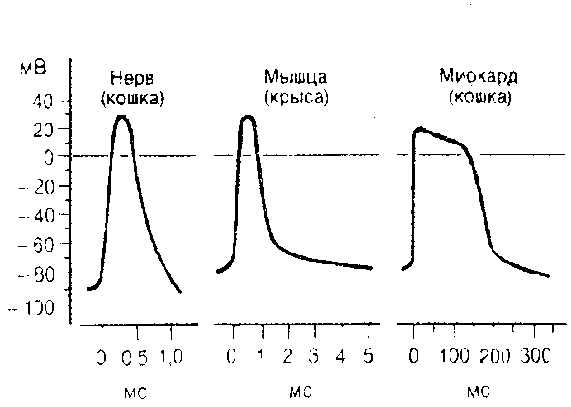 мВ
Нерв
(кошка)
Мышца
(крыса)
Миокард
(кошка)
40
20
0
-20
-40
-60
-80
-100
0 0,5 1,0
0 1 2 3 4 5
0 100 200 300
мс
мс
мс